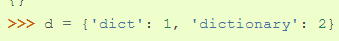 >>> d = {'dict': 1, 'dictionary': 2}